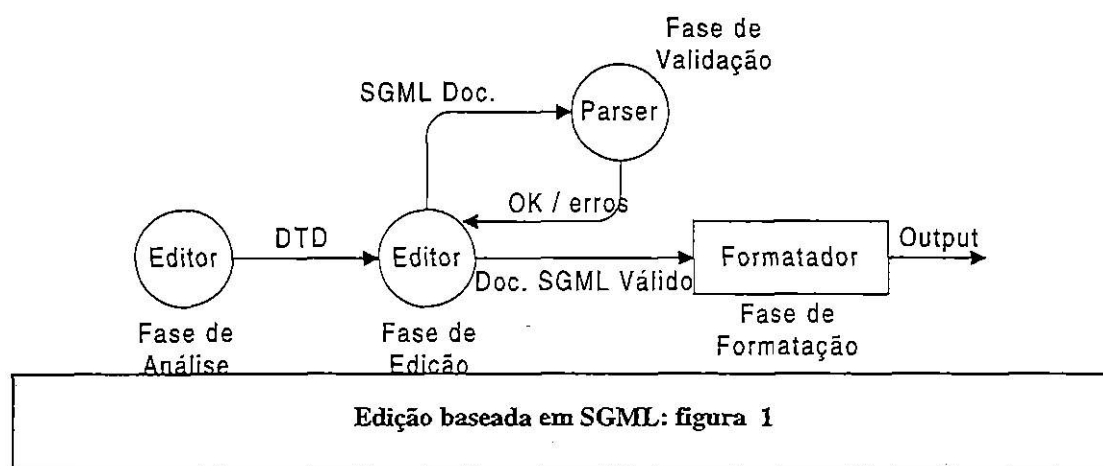 Fase de
Validação
SGML Doc.
Parser
OK / erros
Editor
DTD
Editor
Doc. SGML Válido
Formatador
Output
Fase de
Análise
Fase de
Edição
Fase de
Formatação
Edição baseada em SGML: figura 1